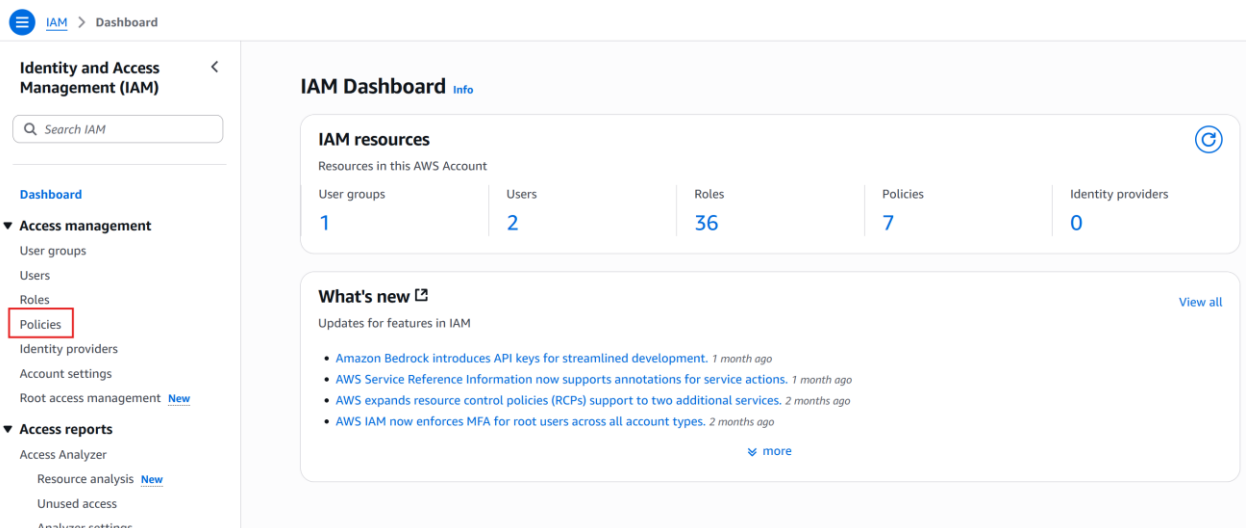 IAM > Dashboard
Identity and Access
Management (IAM)
Search IAM
Dashboard
Access management
User groups
Users
Roles
Policies
Identity providers
Account settings
Root access management New
Access reports
Access Analyzer
Resource analysis New
Unused access
Analyzer settings
IAM Dashboard Info
IAM resources
Resources in this AWS Account
User groups
1
Users
2
Roles
36
Policies
7
Identity providers
0
What's new
View all
Updates for features in IAM
• Amazon Bedrock introduces API keys for streamlined development. 1 month ago
• AWS Service Reference Information now supports annotations for service actions. 1 month ago
• AWS expands resource control policies (RCPs) support to two additional services. 2 months ago
• AWS IAM now enforces MFA for root users across all account types. 2 months ago
more